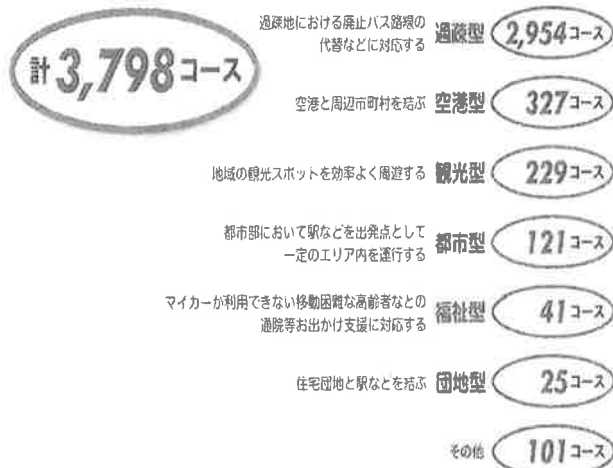 計3,798コース
過疎地における廃止バス路線の
代替などに対応する
過疎型 2,954コース
空港と周辺市町村を結ぶ 空港型 327コース
地域の観光スポットを効率よく周遊する 観光型 229コース
都市部において駅などを出発点として
一定のエリア内を運行する
都市型 121コース
マイカーが利用できない移動困難な高齢者などの
通院等お出かけ支援に対応する
福祉型 41コース
住宅団地と駅などを結ぶ 団地型 25コース
その他 101コース